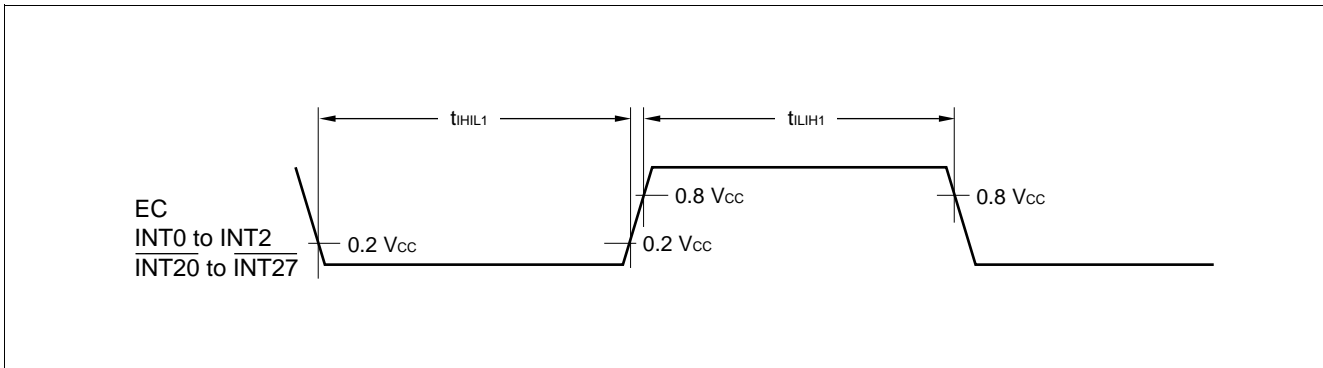 tIHIL1
tILIH1
0.8 VCC
0.8 VCC
EC
INT0 to INT2
0.2 VCC
0.2 VCC
INT20 to INT27